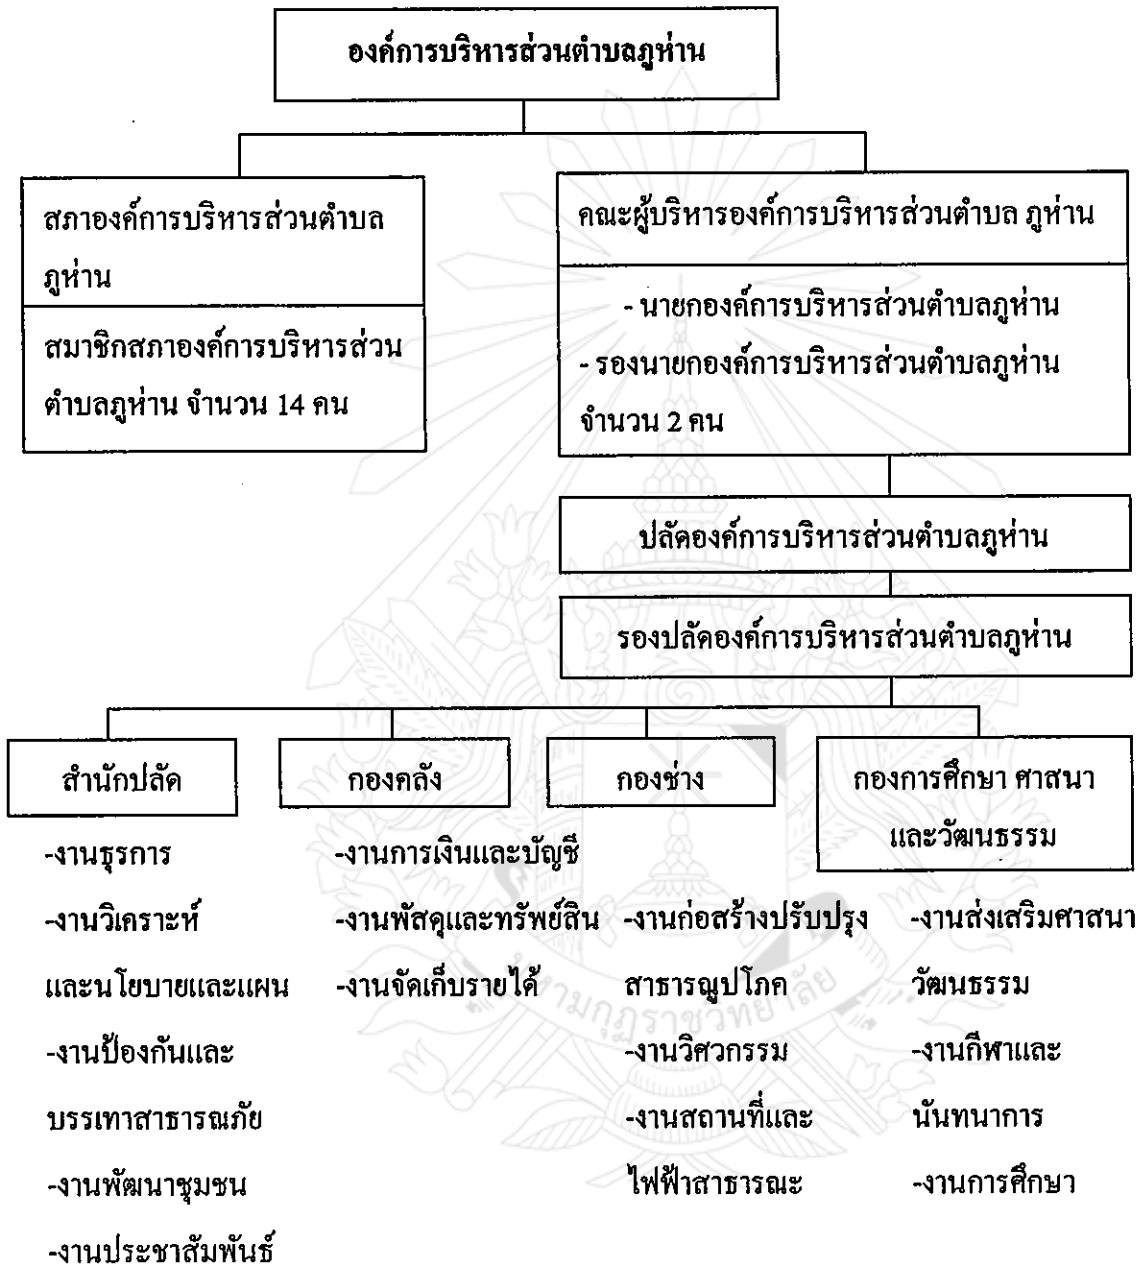 องค์การบริหารส่วนตำบลภูห่าน
สภาองค์การบริหารส่วนตำบล
ภูห่าน
สมาชิกสภาองค์การบริหารส่วน
ตำบลภูห่าน จำนวน 14 คน
คณะผู้บริหารองค์การบริหารส่วนตำบล ภูห่าน
- นายกองค์การบริหารส่วนตำบลภูห่าน
- รองนายกองค์การบริหารส่วนตำบลภูห่าน
จำนวน 2 คน
ปลัดองค์การบริหารส่วนตำบลภูห่าน
รองปลัดองค์การบริหารส่วนตำบลภูห่าน
สำนักปลัด
-งานธุรการ
-งานวิเคราะห์
และนโยบายและแผน
-งานป้องกันและ
บรรเทาสาธารณภัย
-งานพัฒนาชุมชน
-งานประชาสัมพันธ์
กองคลัง
-งานการเงินและบัญชี
-งานพัสดุและทรัพย์สิน
-งานจัดเก็บรายได้
กองช่าง
-งานก่อสร้างปรับปรุง
สาธารณูปโภค
-งานวิศวกรรม
-งานสถานที่และ
ไฟฟ้าสาธารณะ
กองการศึกษา ศาสนา
และวัฒนธรรม
-งานส่งเสริมศาสนา
วัฒนธรรม
-งานกีฬาและ
นันทนาการ
-งานการศึกษา